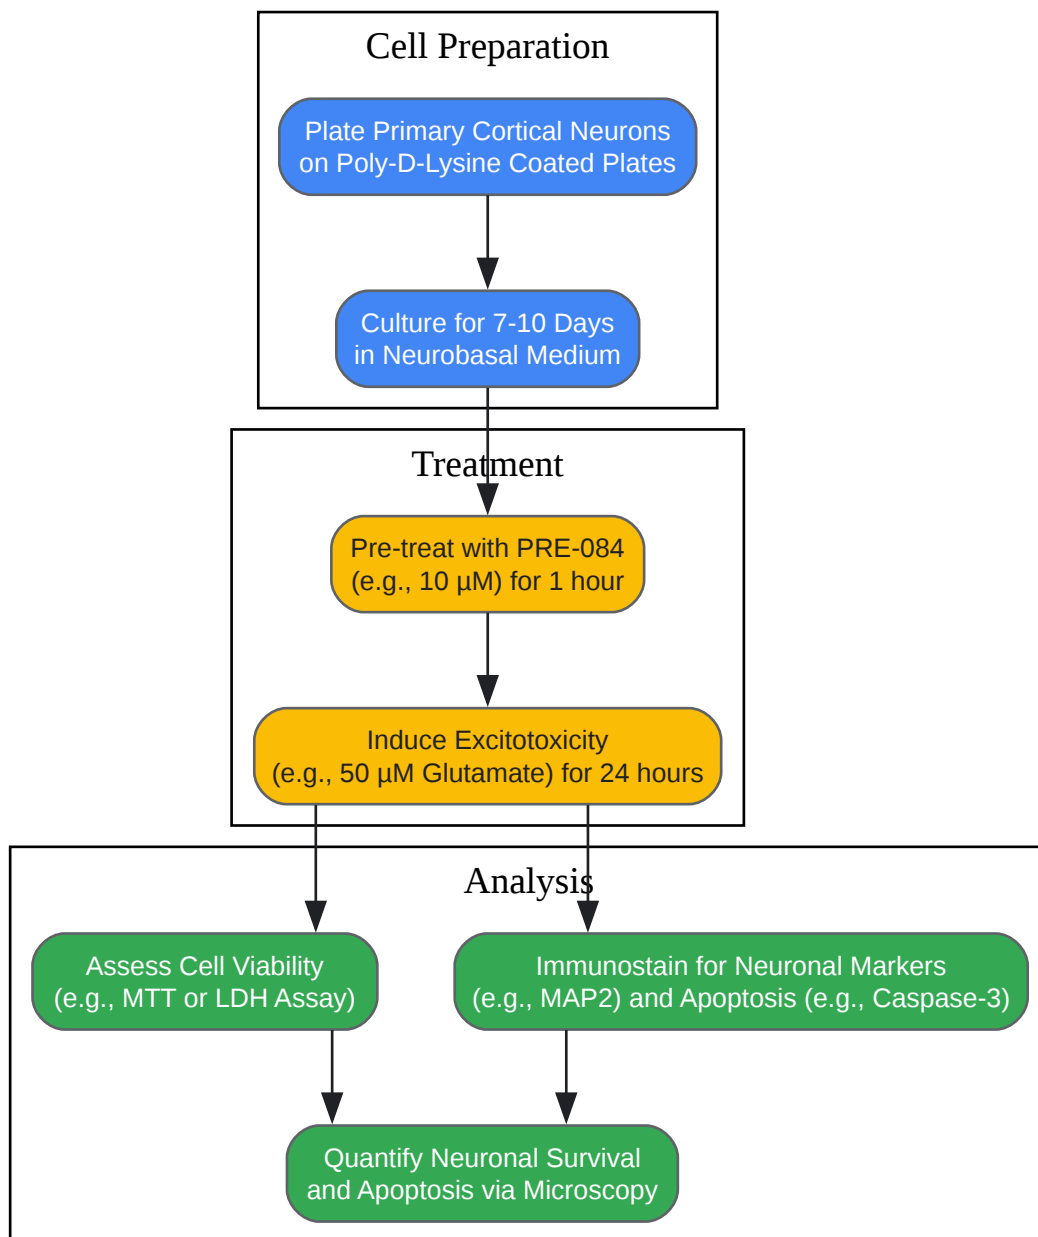 Cell Preparation
Plate Primary Cortical Neurons
on Poly-D-Lysine Coated Plates
Culture for 7-10 Days
in Neurobasal Medium
Treatment
Pre-treat with PRE-084
(e.g., 10 µM) for 1 hour
Induce Excitotoxicity
(e.g., 50 µM Glutamate) for 24 hours
Analysis
Assess Cell Viability
(e.g., MTT or LDH Assay)
Immunostain for Neuronal Markers
(e.g., MAP2) and Apoptosis (e.g., Caspase-3)
Quantify Neuronal Survival
and Apoptosis via Microscopy